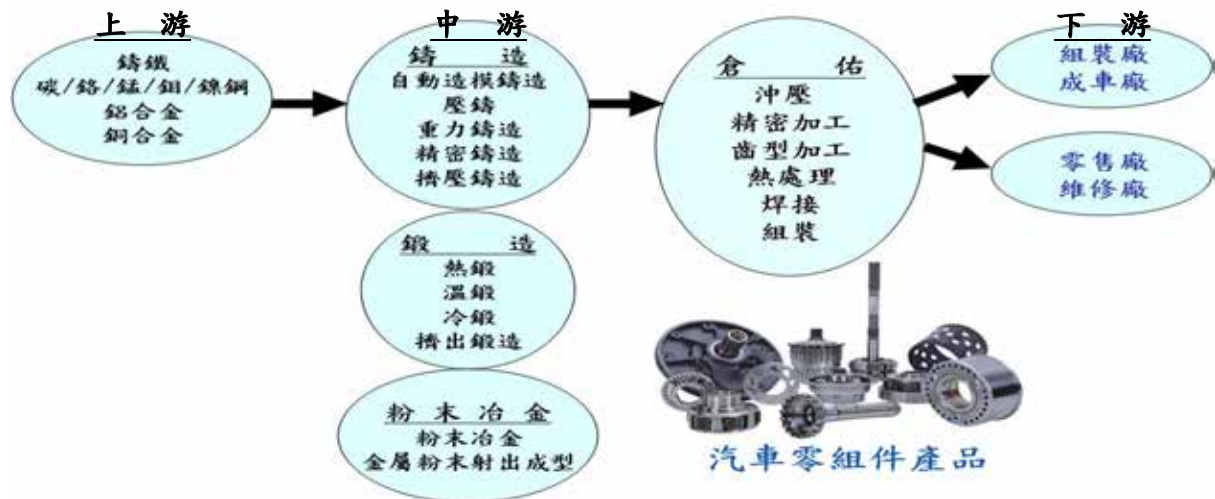 上 游
鑄鐵
碳/鉻/錳/鉬/鎳鋼
鋁合金
銅合金
中 游
鑄 造
自動造模鑄造
壓鑄
重力鑄造
精密鑄造
擠壓鑄造
鍛 造
熱鍛
溫鍛
冷鍛
擠出鍛造
粉 末 冶 金
粉末冶金
金屬粉末射出成型
倉 佑
沖壓
精密加工
齒型加工
熱處理
焊接
組裝
下 游
組裝廠
成車廠
零售廠
維修廠
汽車零組件產品